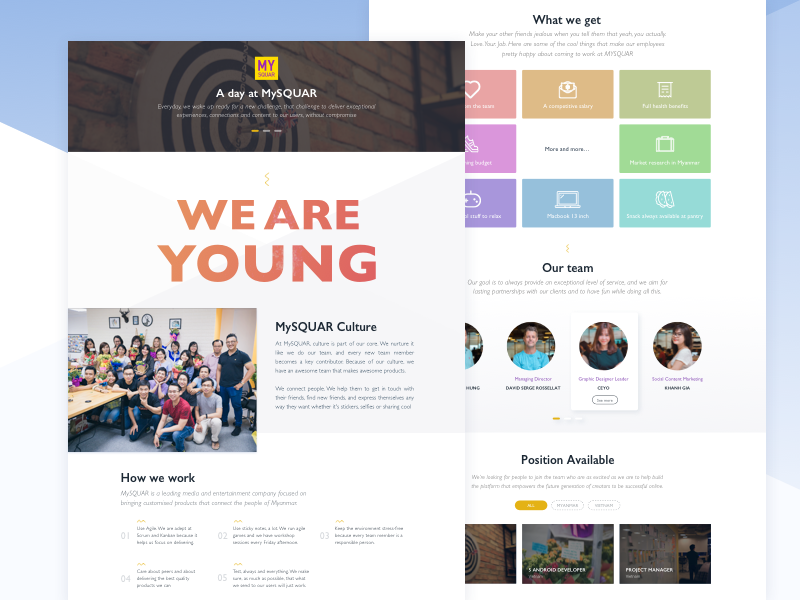 MY
SQUAR
A day at MySQUAR
Everyday, we wake up ready for a new challenge, that challenge to deliver exceptional
experiences, connections and content to our users, without compromise
WE ARE
YOUNG
MySQUAR Culture
At MySQUAR, culture is part of our core. We nurture it
like we do our team, and every new team member
becomes a key contributor. Because of our culture, we
have an awesome team that makes awesome products.
We connect people. We help them to get in touch with
their friends, find new friends, and express themselves any
way they want whether it's stickers, selfies or sharing cool
How we work
MySQUAR is a leading media and entertainment company focused on
bringing customised products that connect the people of Myanmar.
01
Use Agile. We are adept at
Scrum and Kanban because it
helps us focus on delivering.
02
Use sticky notes a lot. We run agile
games and we have workshop
sessions every Friday afternoon.
03
Keep the environment stress-free
because every team member is a
responsible person.
04
Care about peers and about
delivering the best quality
products we can
05
Test, always and everything. We make
sure, as much as possible, that what
we send to our users will just work.
What we get
Make your other friends jealous when you tell them that yeah, you actually
Love Your Job. Here are some of the cool things that make our employees
pretty happy about coming to work at MYSQUAR
the team
A competitive salary
Full health benefits
budget
More and more...
Market research in Myanmar
staff to relax
Macbook 13 inch
Snack always available at pantry
Our team
Our goal is to always provide an exceptional level of service, and we aim for
lasting partnerships with our clients and to have fun while doing all this.
HUNG
Managing Director
DAVID SERGE ROSSELLAT
Graphic Designer Leader
CEYO
See more
Social Content Marketing
KHANH GIA
Position Available
We're looking for people to join the team who are as excited as we are to help build
the platform that empowers the future generation of creators to be successful online.
ALL
MYANMAR
VIETNAM
5 ANDROID DEVELOPER
Vietnam
PROJECT MANAGER
Vietnam